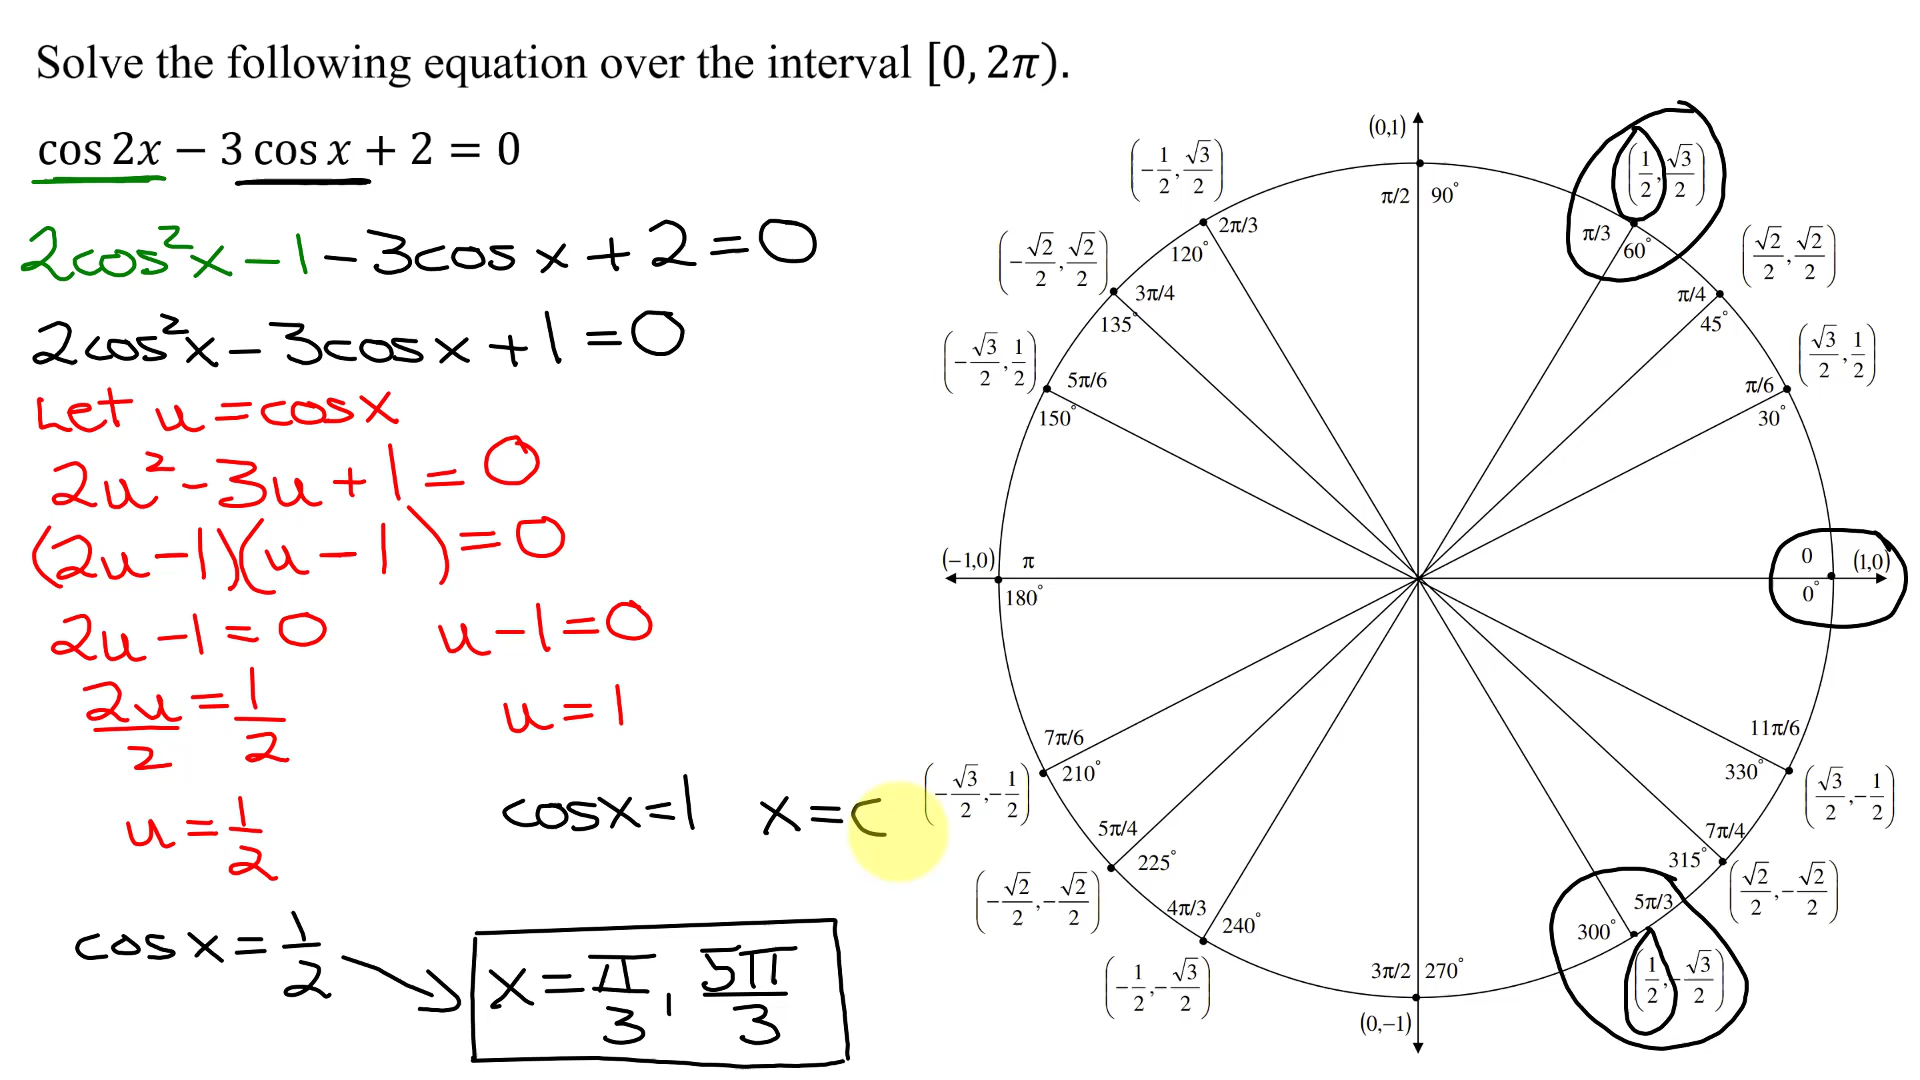 Solve the following equation over the interval [0, 2π).
cos 2x − 3 cos x + 2 = 0
2cos²x − 1 − 3cos x + 2 = 0
2cos²x − 3cos x + 1 = 0
Let u = cos x
2u² − 3u + 1 = 0
(2u − 1)(u − 1) = 0
2u − 1 = 0    u − 1 = 0
2u/2 = 1/2    u = 1
u = 1/2    cos x = 1    x =
cos x = 1/2    x = π/3, 5π/3
(0,1)
π/2 90°
(1/2, √3/2)
π/3 60°
(√2/2, √2/2)
π/4 45°
(√3/2, 1/2)
π/6 30°
0 (1,0)
0°
(−1/2, √3/2)
2π/3 120°
(−√2/2, √2/2)
3π/4 135°
(−√3/2, 1/2)
5π/6 150°
(−1,0) π
180°
7π/6 210°
(−√3/2, −1/2)
5π/4 225°
(−√2/2, −√2/2)
4π/3 240°
(−1/2, −√3/2)
3π/2 270°
(0,−1)
5π/3 300°
(1/2, −√3/2)
7π/4 315°
(√2/2, −√2/2)
11π/6 330°
(√3/2, −1/2)